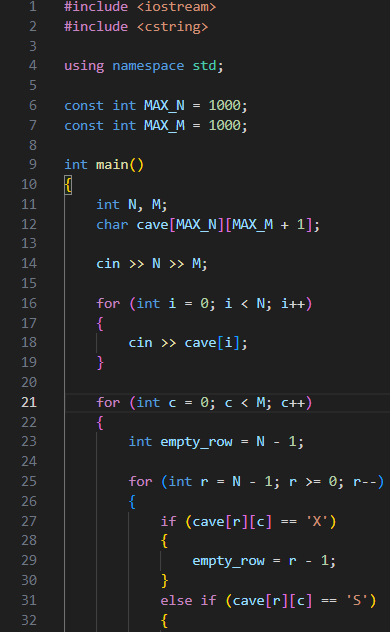 1 #include <iostream>
2 #include <cstring>
3
4 using namespace std;
5
6 const int MAX_N = 1000;
7 const int MAX_M = 1000;
8
9 int main()
10 {
11     int N, M;
12     char cave[MAX_N][MAX_M + 1];
13
14     cin >> N >> M;
15
16     for (int i = 0; i < N; i++)
17     {
18         cin >> cave[i];
19     }
20
21     for (int c = 0; c < M; c++)
22     {
23         int empty_row = N - 1;
24
25         for (int r = N - 1; r >= 0; r--)
26         {
27             if (cave[r][c] == 'X')
28             {
29                 empty_row = r - 1;
30             }
31             else if (cave[r][c] == 'S')
32             {